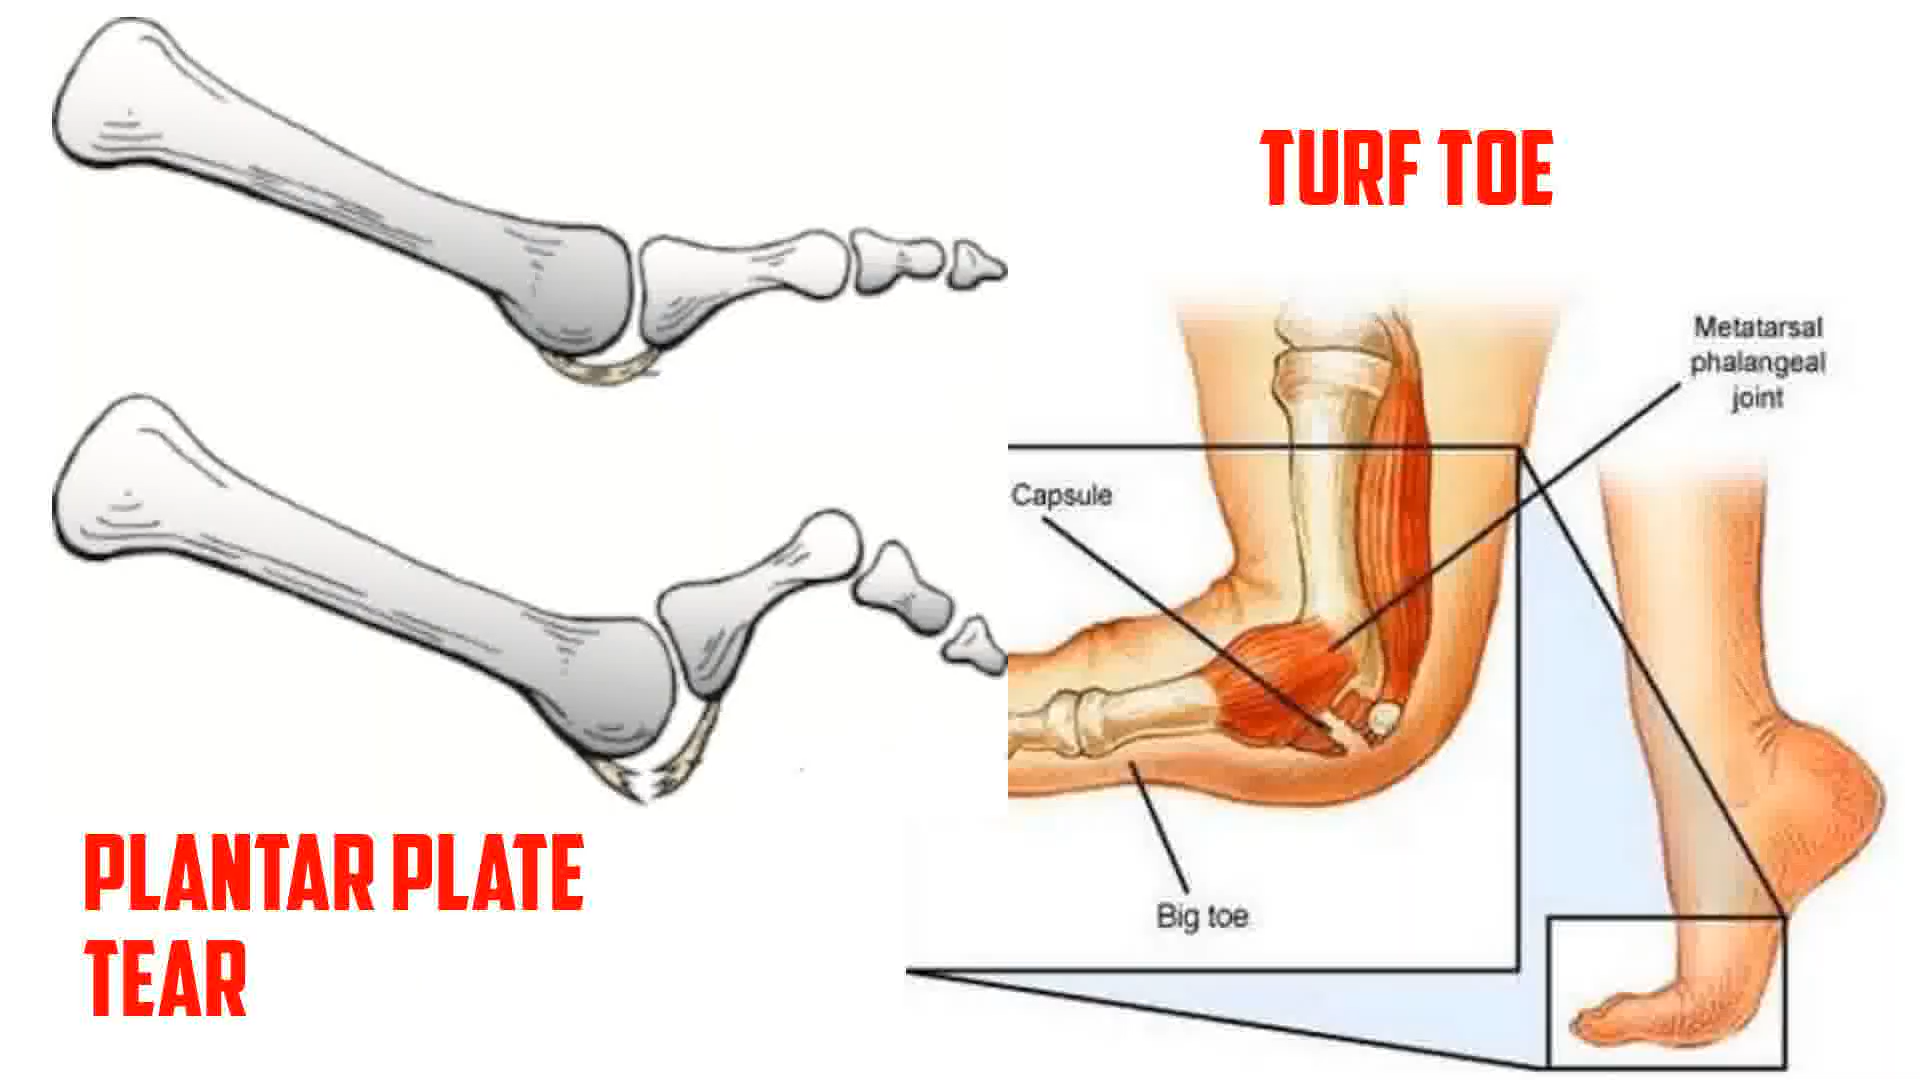 TURF TOE
Metatarsal
phalangeal
joint
Capsule
Big toe
PLANTAR PLATE
TEAR